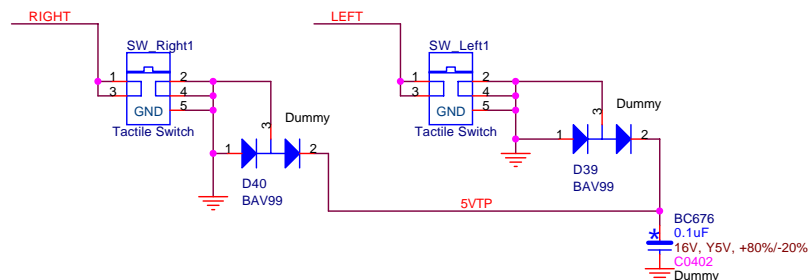 RIGHT
LEFT
SW_Right1
SW_Left1
1
2
3
4
GND
5
Tactile Switch
1
2
3
4
GND
5
Tactile Switch
Dummy
Dummy
3
1
2
3
1
2
D40
BAV99
D39
BAV99
5VTP
BC676
* 0.1uF
16V, Y5V, +80%/-20%
C0402
Dummy